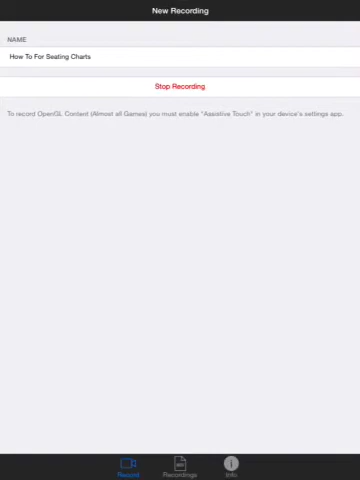 New Recording
NAME
How To For Seating Charts
Stop Recording
To record OpenGL Content (Almost all Games) you must enable "Assistive Touch" in your device's settings app.
Record
Recordings
Info